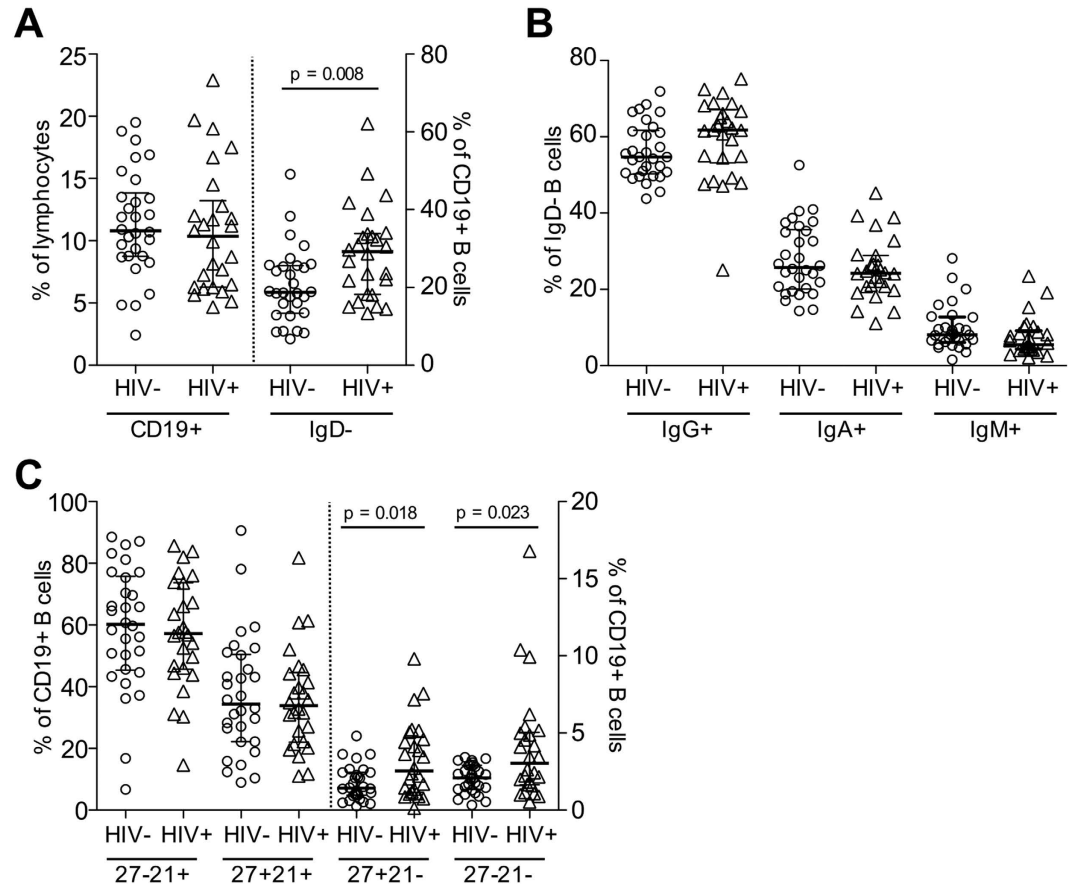 A
25
20
15
10
5
0
% of lymphocytes
p = 0.008
80
60
40
20
0
% of CD19+ B cells
HIV- HIV+ HIV- HIV+
CD19+ IgD-
B
80
60
40
20
0
% of IgD- B cells
HIV- HIV+ HIV- HIV+ HIV- HIV+
IgG+ IgA+ IgM+
C
100
80
60
40
20
0
% of CD19+ B cells
p = 0.018 p = 0.023
20
15
10
5
0
% of CD19+ B cells
HIV- HIV+ HIV- HIV+ HIV- HIV+ HIV- HIV+
27-21+ 27+21+ 27+21- 27-21-